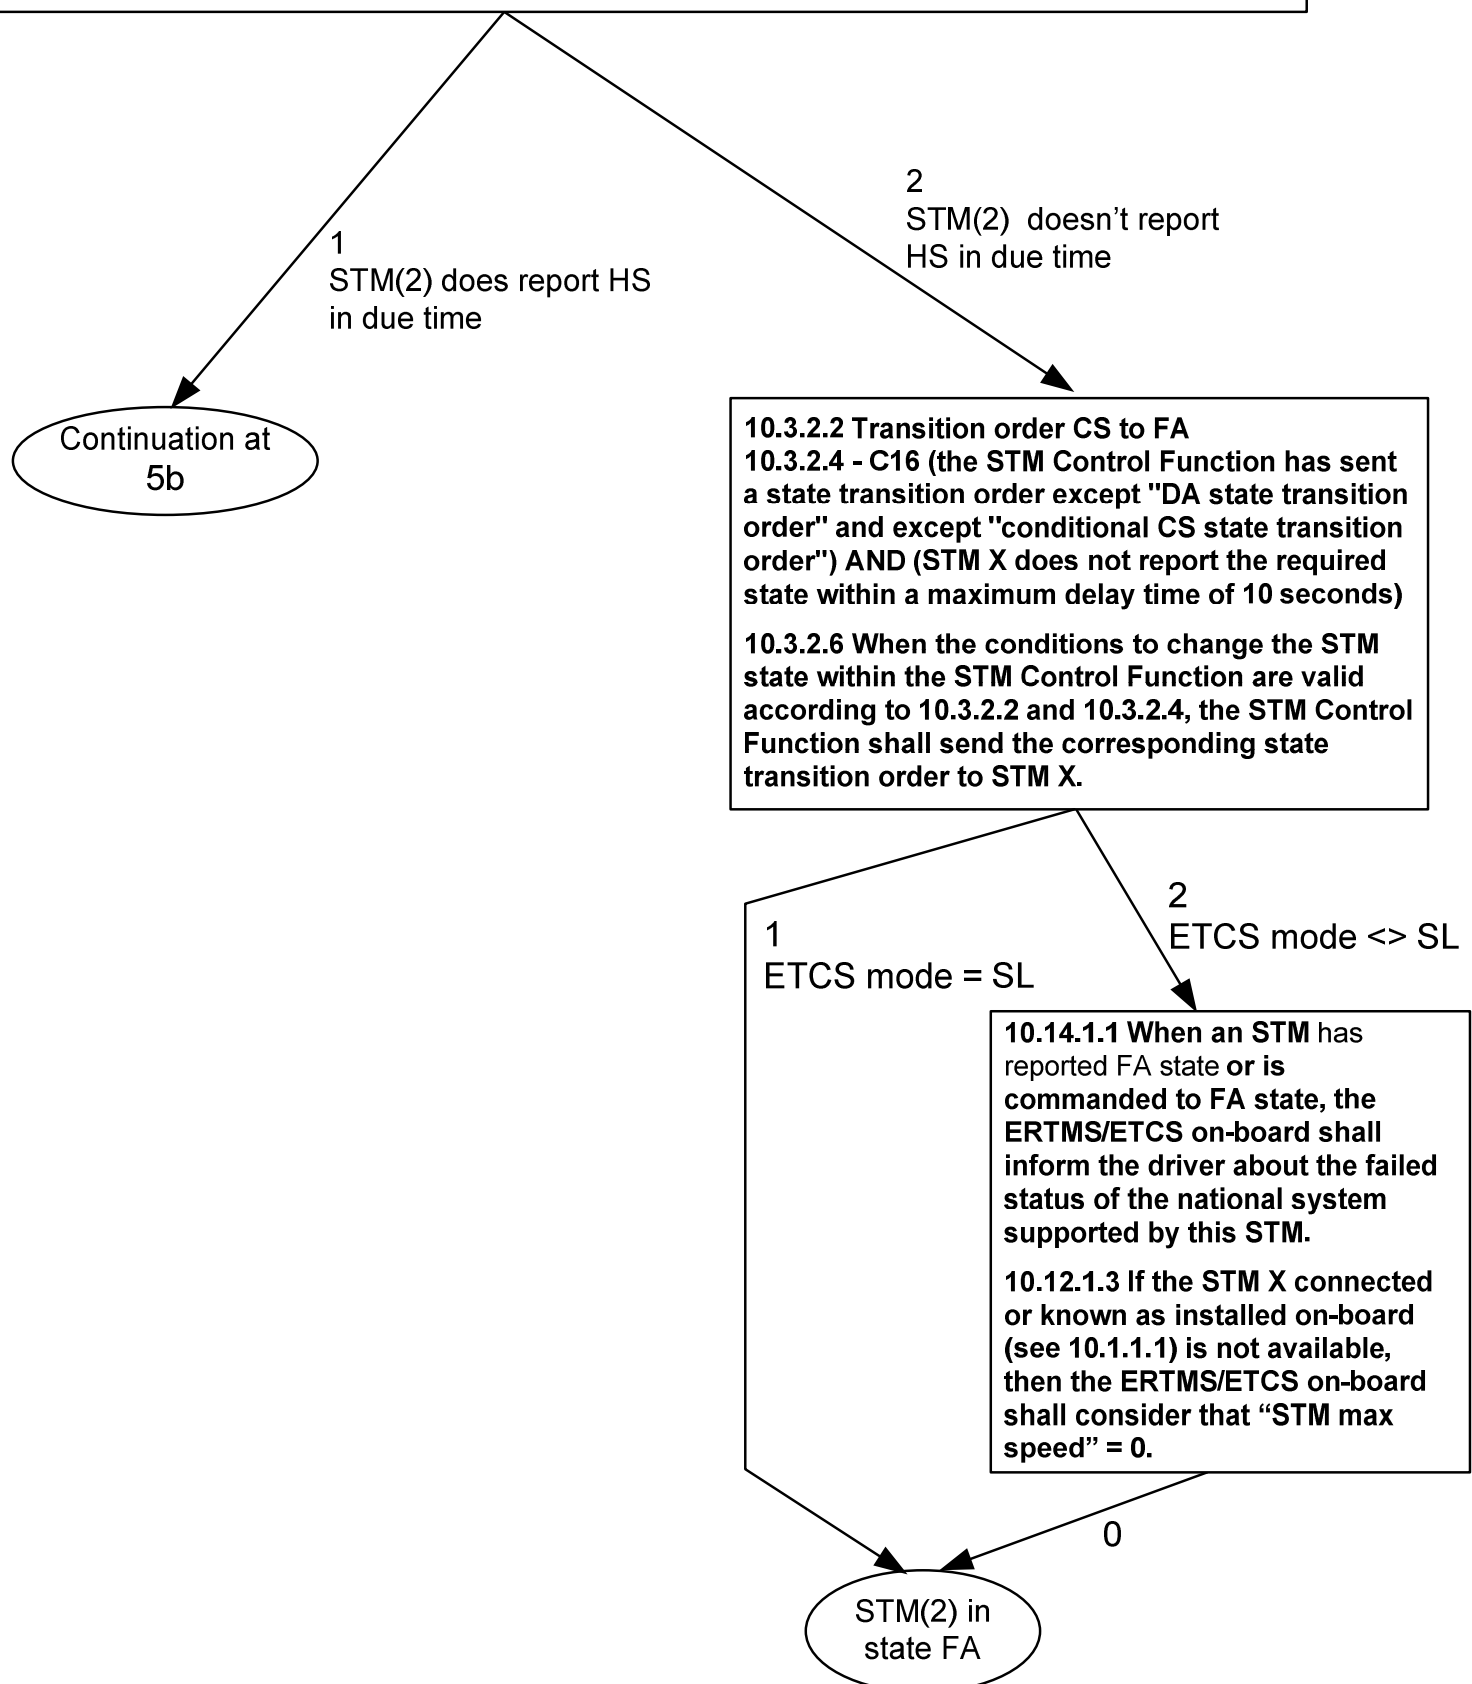 1
STM(2) does report HS
in due time
2
STM(2)  doesn't report
HS in due time
Continuation at
5b
10.3.2.2 Transition order CS to FA
10.3.2.4 - C16 (the STM Control Function has sent
a state transition order except "DA state transition
order" and except "conditional CS state transition
order") AND (STM X does not report the required
state within a maximum delay time of 10 seconds)
10.3.2.6 When the conditions to change the STM
state within the STM Control Function are valid
according to 10.3.2.2 and 10.3.2.4, the STM Control
Function shall send the corresponding state
transition order to STM X.
1
ETCS mode = SL
2
ETCS mode <> SL
10.14.1.1 When an STM has
reported FA state or is
commanded to FA state, the
ERTMS/ETCS on-board shall
inform the driver about the failed
status of the national system
supported by this STM.
10.12.1.3 If the STM X connected
or known as installed on-board
(see 10.1.1.1) is not available,
then the ERTMS/ETCS on-board
shall consider that “STM max
speed” = 0.
0
STM(2) in
state FA